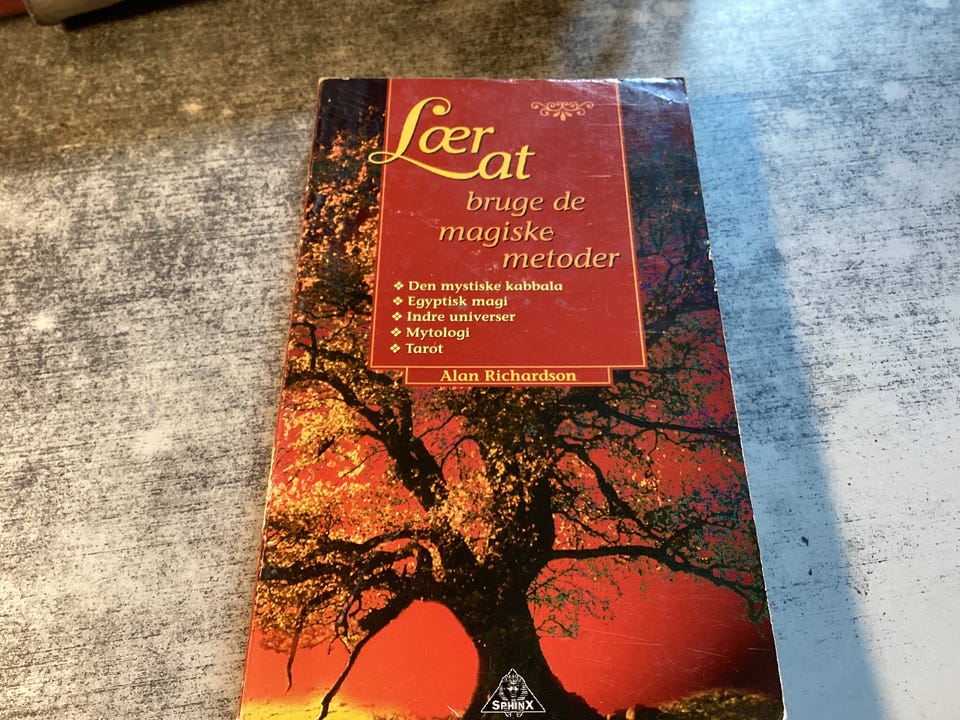 Lær
at
bruge de
magiske
metoder
❖ Den mystiske kabbala
❖ Egyptisk magi
❖ Indre universer
❖ Mytologi
❖ Tarot
Alan Richardson
SPHINX